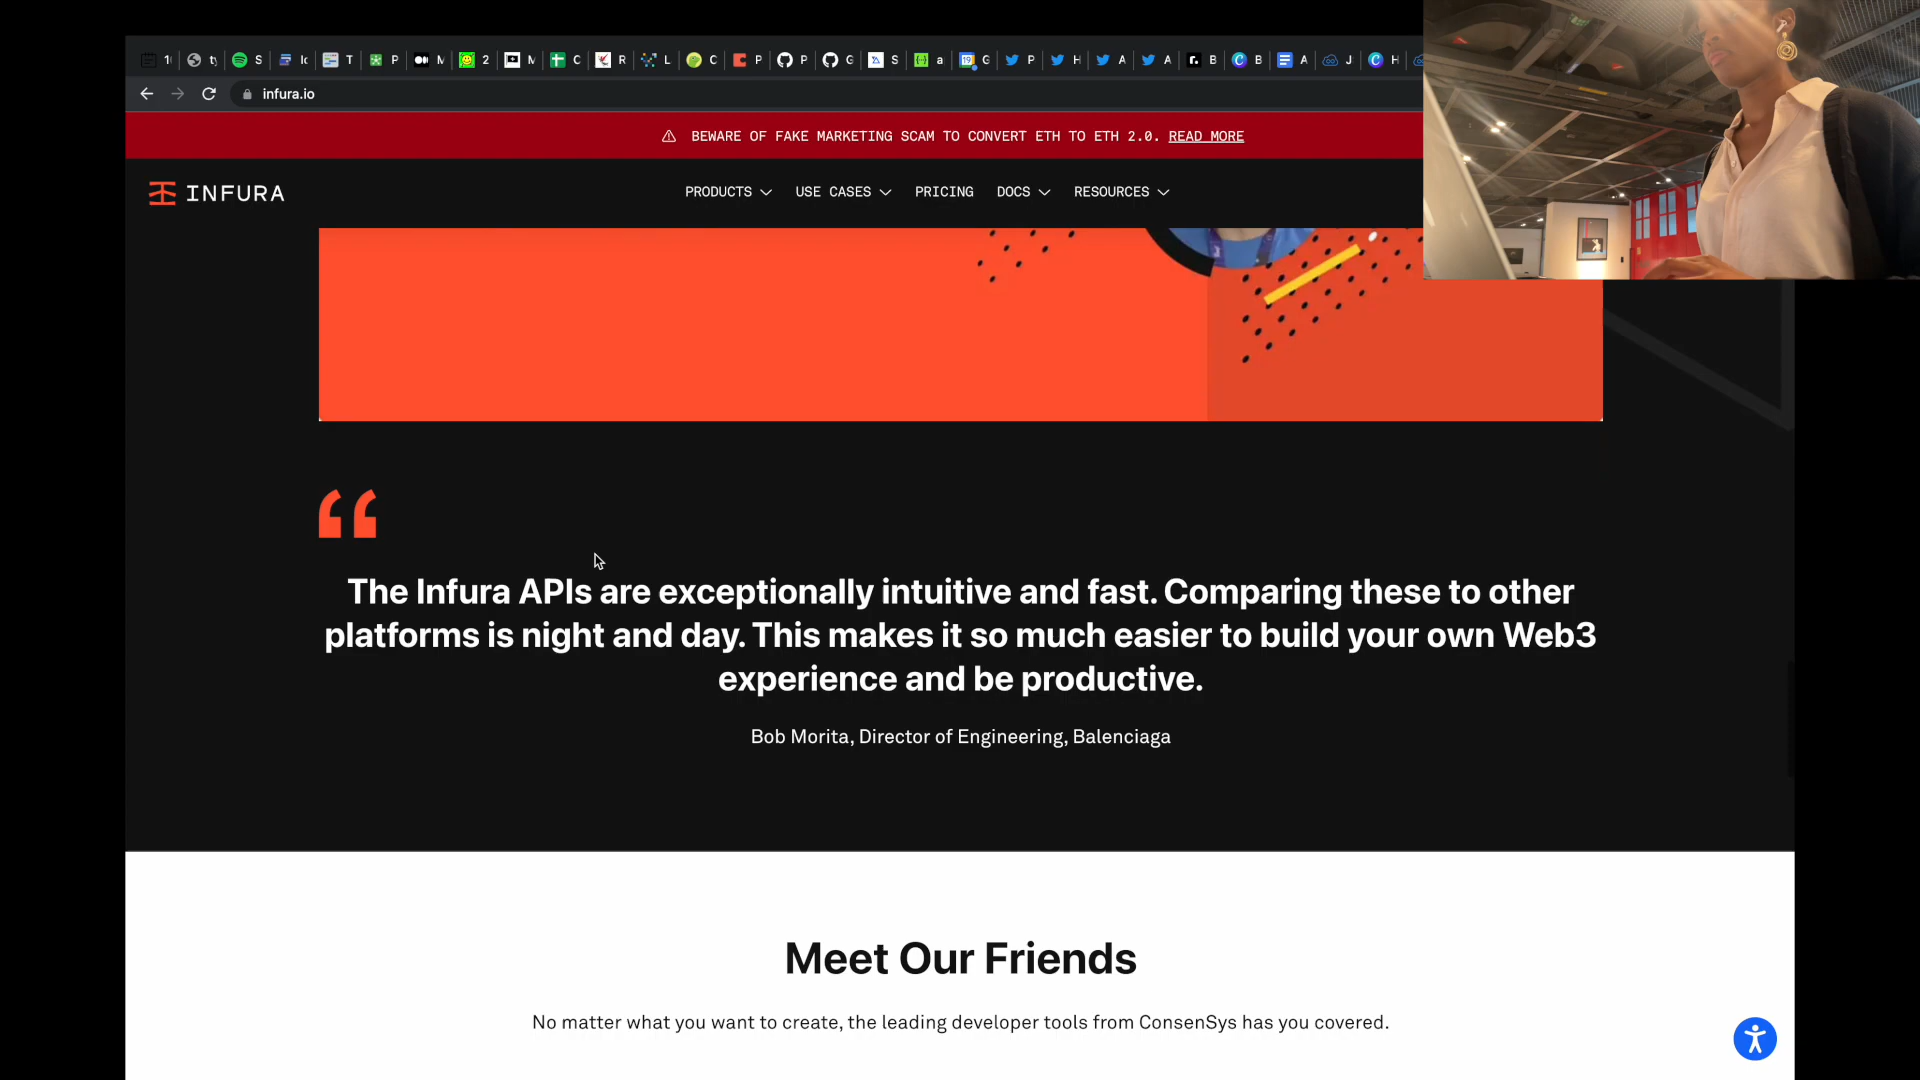 1 ty S Ic T P M 2 M C R L C P P G S a G P H A A B B A J H
infura.io
BEWARE OF FAKE MARKETING SCAM TO CONVERT ETH TO ETH 2.0. READ MORE
INFURA PRODUCTS USE CASES PRICING DOCS RESOURCES
The Infura APIs are exceptionally intuitive and fast. Comparing these to other
platforms is night and day. This makes it so much easier to build your own Web3
experience and be productive.
Bob Morita, Director of Engineering, Balenciaga
Meet Our Friends
No matter what you want to create, the leading developer tools from ConsenSys has you covered.